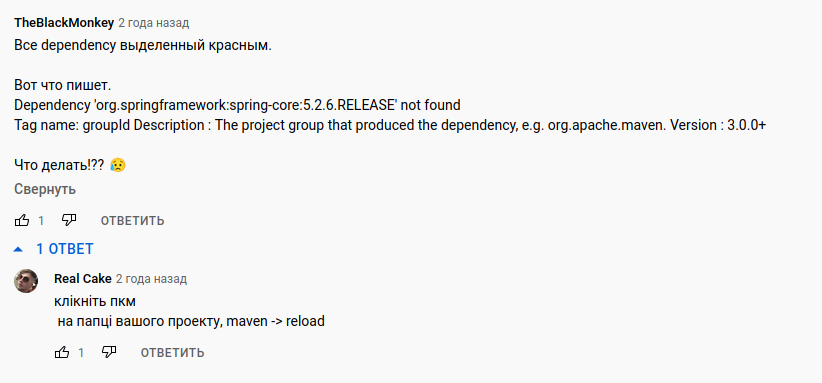 TheBlackMonkey 2 года назад
Все dependency выделенный красным.
Вот что пишет.
Dependency 'org.springframework:spring-core:5.2.6.RELEASE' not found
Tag name: groupId Description : The project group that produced the dependency, e.g. org.apache.maven. Version : 3.0.0+
Что делать!?? 😥
Свернуть
1 ОТВЕТИТЬ
1 ОТВЕТ
Real Cake 2 года назад
клікніть пкм
на папці вашого проекту, maven -> reload
1 ОТВЕТИТЬ